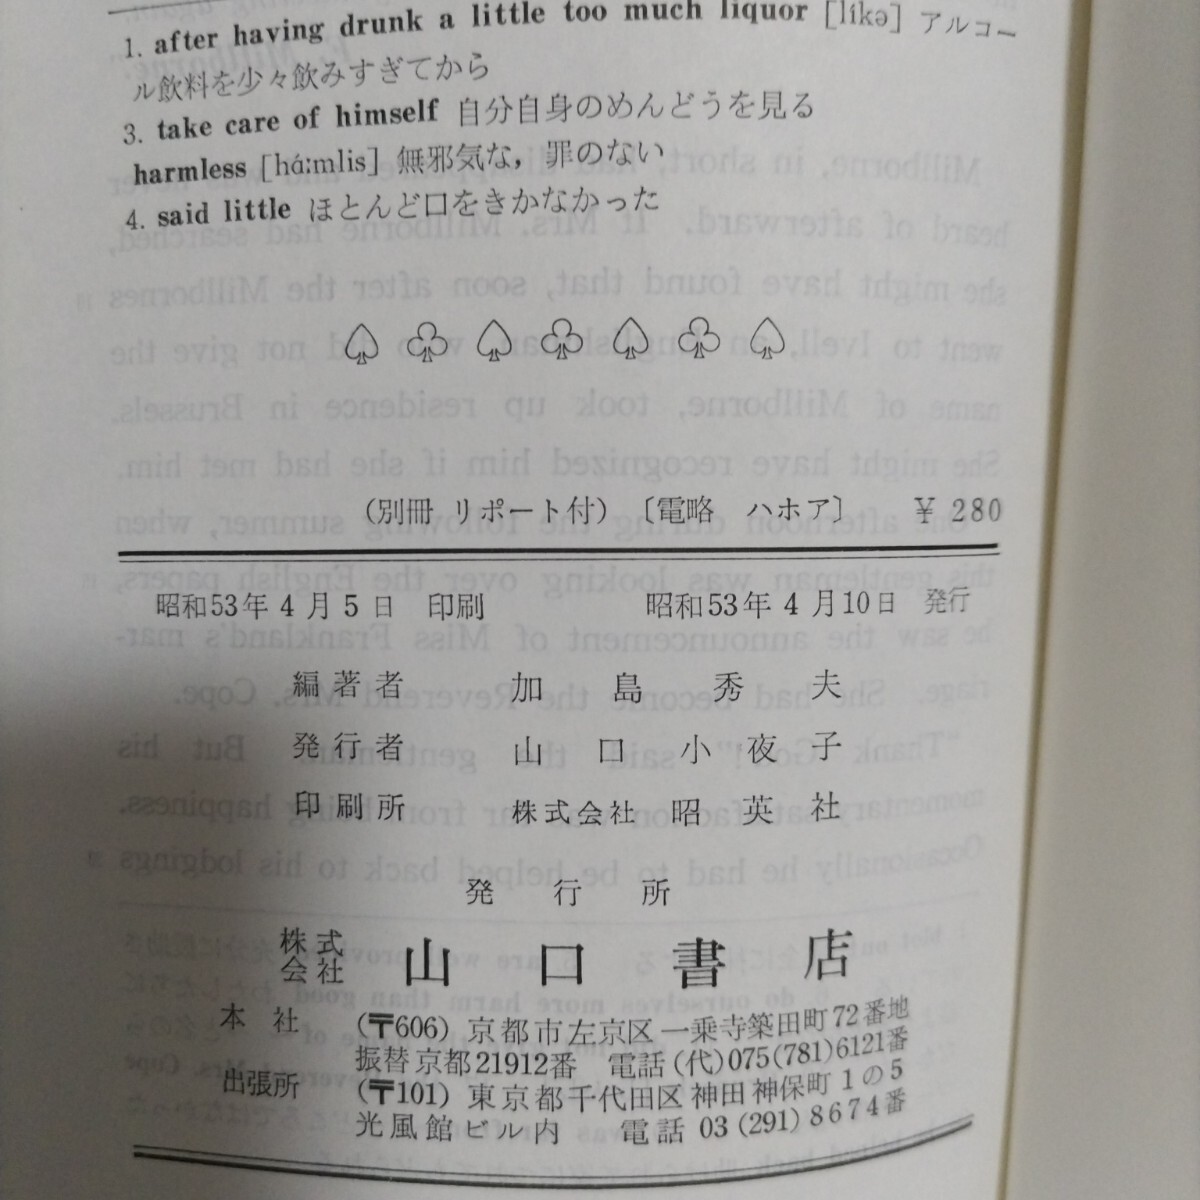 1. after having drunk a little too much liquor [líkə] アルコー
ル飲料を少々飲みすぎてから
3. take care of himself 自分自身のめんどうを見る
harmless [háːmlis] 無邪気な，罪のない
4. said little ほとんど口をきかなかった
（別冊 リポート付）〔電略 ハホア〕 ￥280
昭和53年4月5日 印刷 昭和53年4月10日 発行
編著者 加島秀夫
発行者 山口小夜子
印刷所 株式会社 昭英社
発行所
株式会社 山口書店
本社 (〒606) 京都市左京区一乗寺築田町72番地
振替京都21912番 電話(代)075(781)6121番
出張所 (〒101) 東京都千代田区神田神保町1の5
光風館ビル内 電話 03(291)8674番